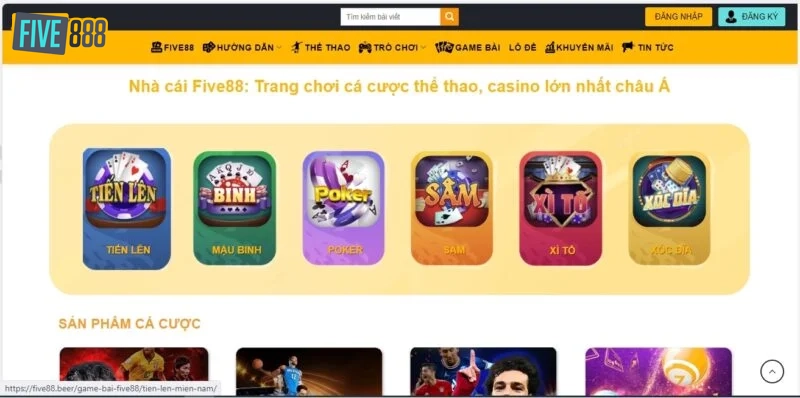 FIVE888
Tìm kiếm bài viết
ĐĂNG NHẬP
ĐĂNG KÝ
FIVE88 HƯỚNG DẪN THỂ THAO TRÒ CHƠI GAME BÀI LÔ ĐỀ KHUYẾN MÃI TIN TỨC
Nhà cái Five88: Trang chơi cá cược thể thao, casino lớn nhất châu Á
TIẾN LÊN
BINH
Poker
SÂM
XÌ TỐ
XÓC DĨA
TIẾN LÊN
MẬU BINH
POKER
SAM
XÌ TỐ
XÓC ĐĨA
SẢN PHẨM CÁ CƯỢC
https://five88.beer/game-bai-five88/tien-len-mien-nam/